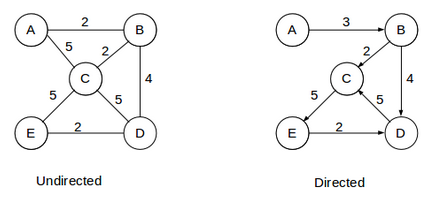 A 2 B
5 2
C 4
5 5
E 2 D
Undirected
A 3 B
2
C 4
5 5
E 2 D
Directed